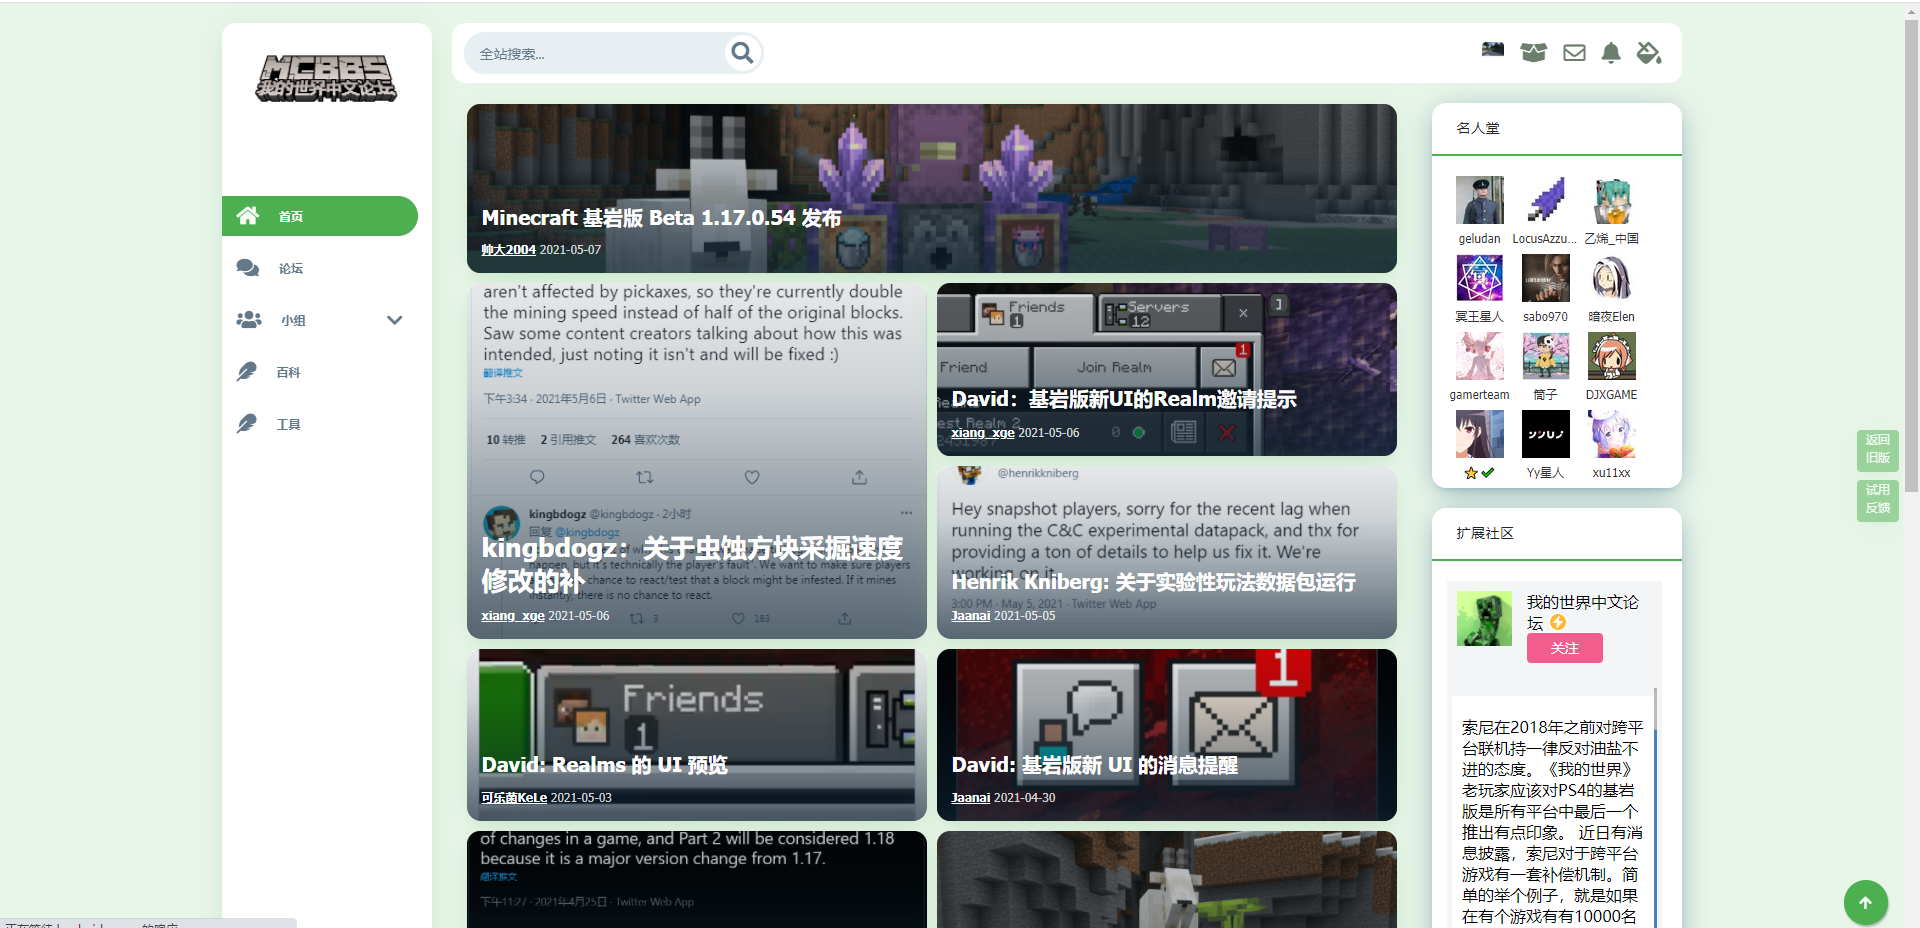 MCBBS
我的世界中文论坛
首页
论坛
小组
百科
工具
全站搜索...
Minecraft 基岩版 Beta 1.17.0.54 发布
帅大2004 2021-05-07
aren't affected by pickaxes, so they're currently double
the mining speed instead of half of the original blocks.
Saw some content creators talking about how this was
intended, just noting it isn't and will be fixed :)
翻译推文
下午3:34 · 2021年5月6日 · Twitter Web App
10 转推 2 引用推文 264 喜欢次数
kingbdogz @kingbdogz · 2小时
回复 @kingbdogz
kingbdogz：关于虫蚀方块采掘速度
happen, but it's technically the player's fault". We want to make sure players
修改的补
chance to react/test that a block might be infested. If it mines
instantly, there is no chance to react.
xiang_xge 2021-05-06
3 183
Friends
1
Servers
12
Friend
Join Realm
1
David：基岩版新UI的Realm邀请提示
xiang_xge 2021-05-06
0
@henrikkniberg
Hey snapshot players, sorry for the recent lag when
running the C&C experimental datapack, and thx for
providing a ton of details to help us fix it. We're
working on it.
Henrik Kniberg: 关于实验性玩法数据包运行
3:00 PM · May 5, 2021 · Twitter Web App
Jaanai 2021-05-05
Friends
1
David: Realms 的 UI 预览
可乐菌KeLe 2021-05-03
1
David: 基岩版新 UI 的消息提醒
Jaanai 2021-04-30
of changes in a game, and Part 2 will be considered 1.18
because it is a major version change from 1.17.
翻译推文
下午11:27 · 2021年4月25日 · Twitter Web App
名人堂
geludan LocusAzzu... 乙烯_中国
冥王星人 sabo970 暗夜Elen
gamerteam 筒子 DJXGAME
Yy星人 xu11xx
扩展社区
我的世界中文论
坛
关注
索尼在2018年之前对跨平
台联机持一律反对油盐不
进的态度。《我的世界》
老玩家应该对PS4的基岩
版是所有平台中最后一个
推出有点印象。 近日有消
息披露，索尼对于跨平台
游戏有一套补偿机制。简
单的举个例子，就是如果
在有个游戏有有10000名
返回
旧版
试用
反馈